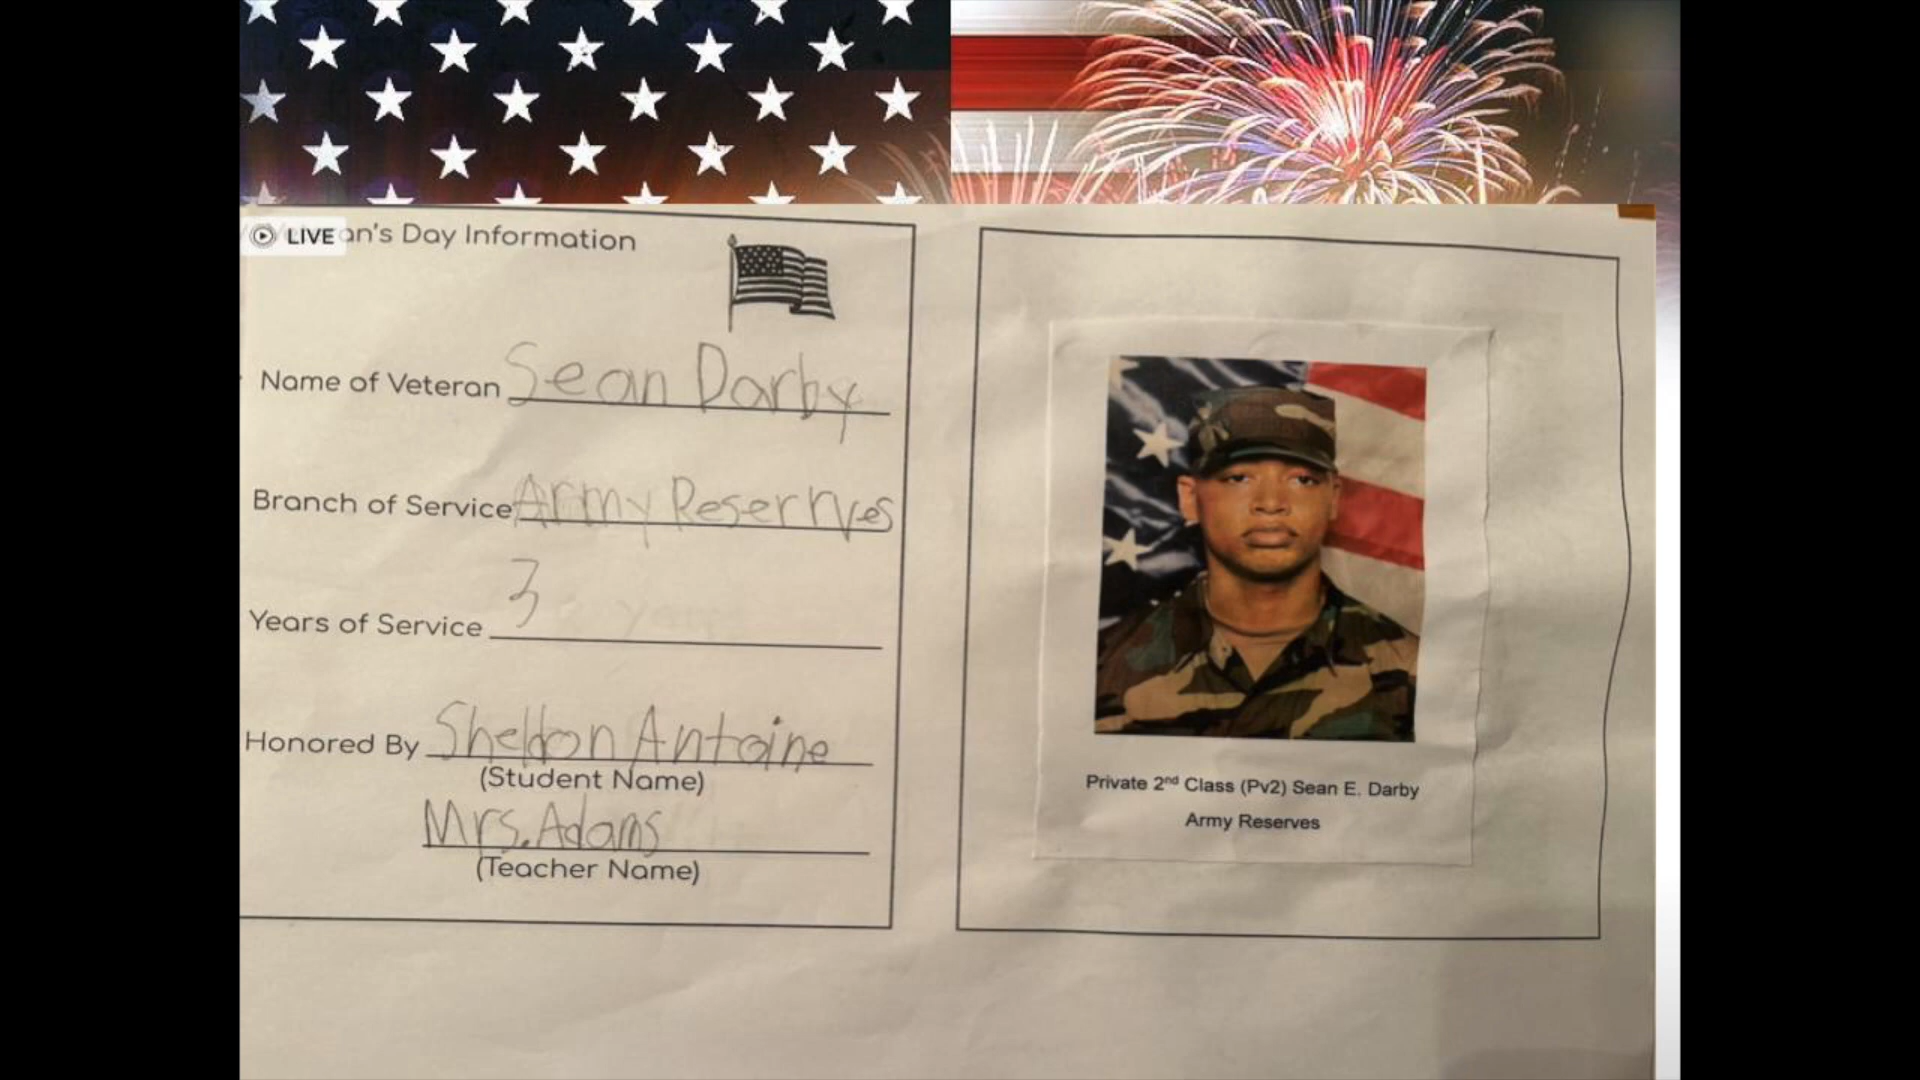 LIVE an's Day Information
Name of Veteran Sean Darby
Branch of Service Army Reserves
Years of Service 3
Honored By Sheldon Antoine
(Student Name)
Mrs. Adams
(Teacher Name)
Private 2nd Class (Pv2) Sean E. Darby
Army Reserves